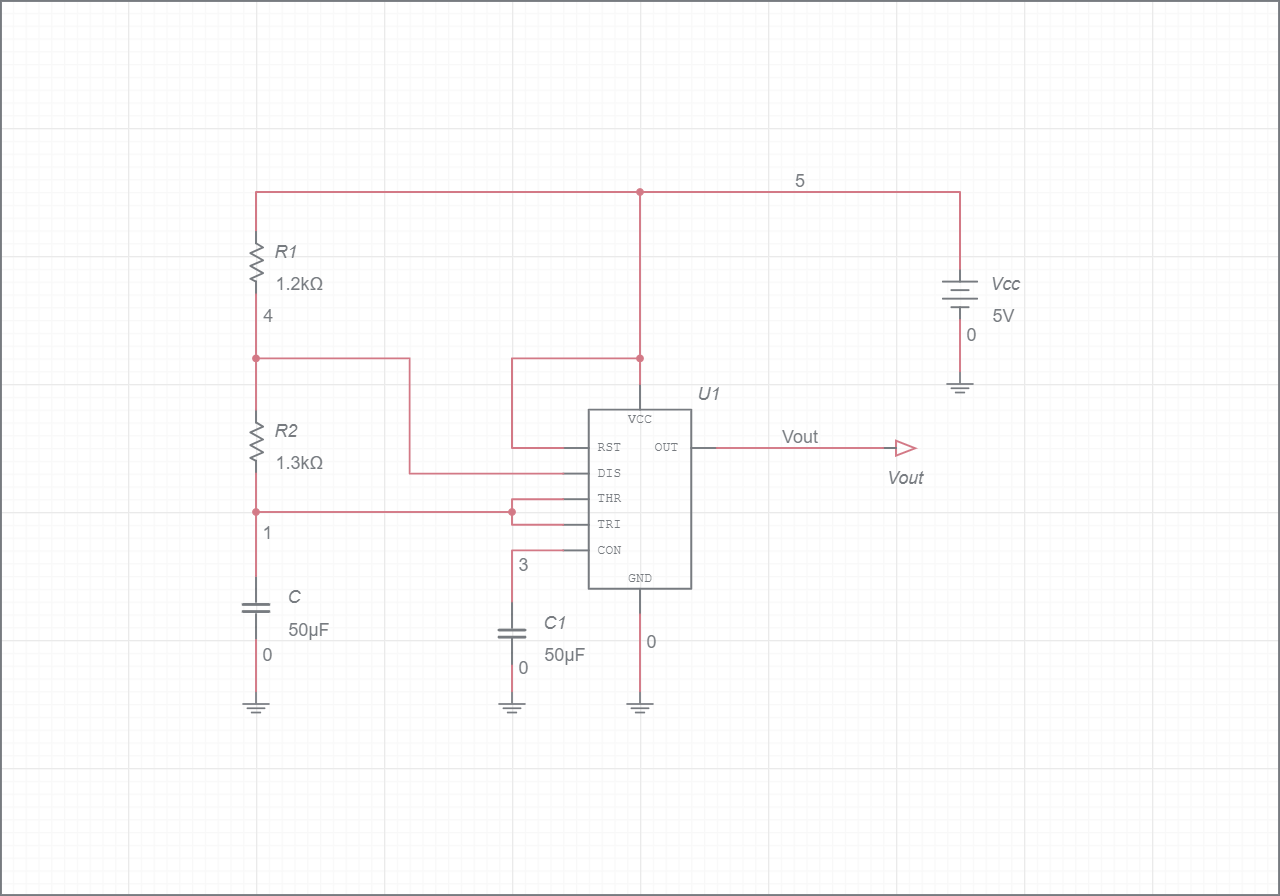 5
R1
1.2kΩ
Vcc
5V
4
0
U1
VCC
R2
1.3kΩ
RST
OUT
Vout
Vout
DIS
THR
TRI
1
CON
3
GND
C
50µF
0
C1
50µF
0
0